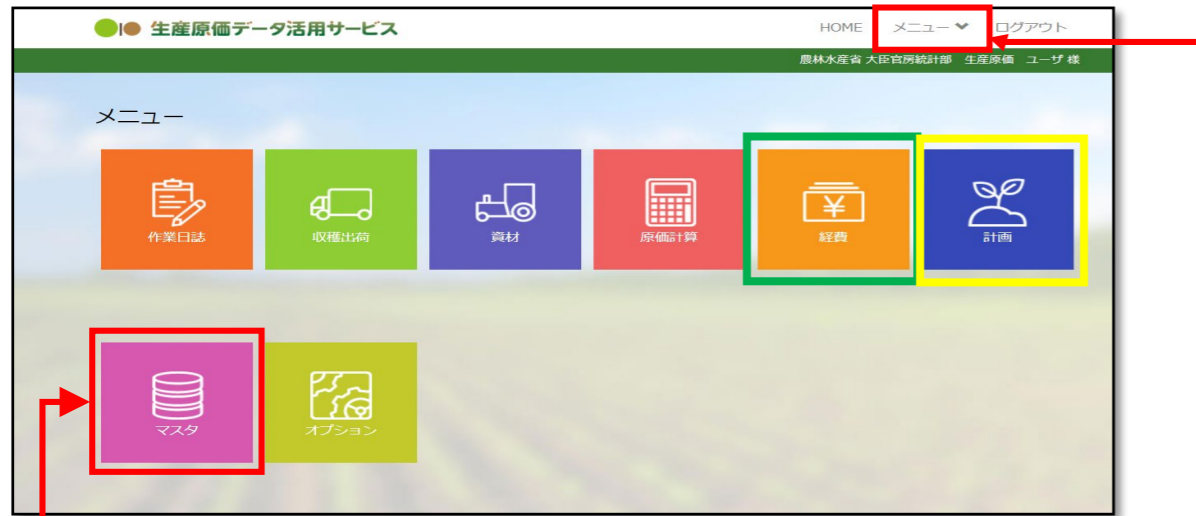 生産原価データ活用サービス
HOME メニュー ログアウト
農林水産省 大臣官房統計部 生産原価 ユーザ 様
メニュー
作業日誌 収穫出荷 資材 原価計算 経費 計画
マスタ オプション